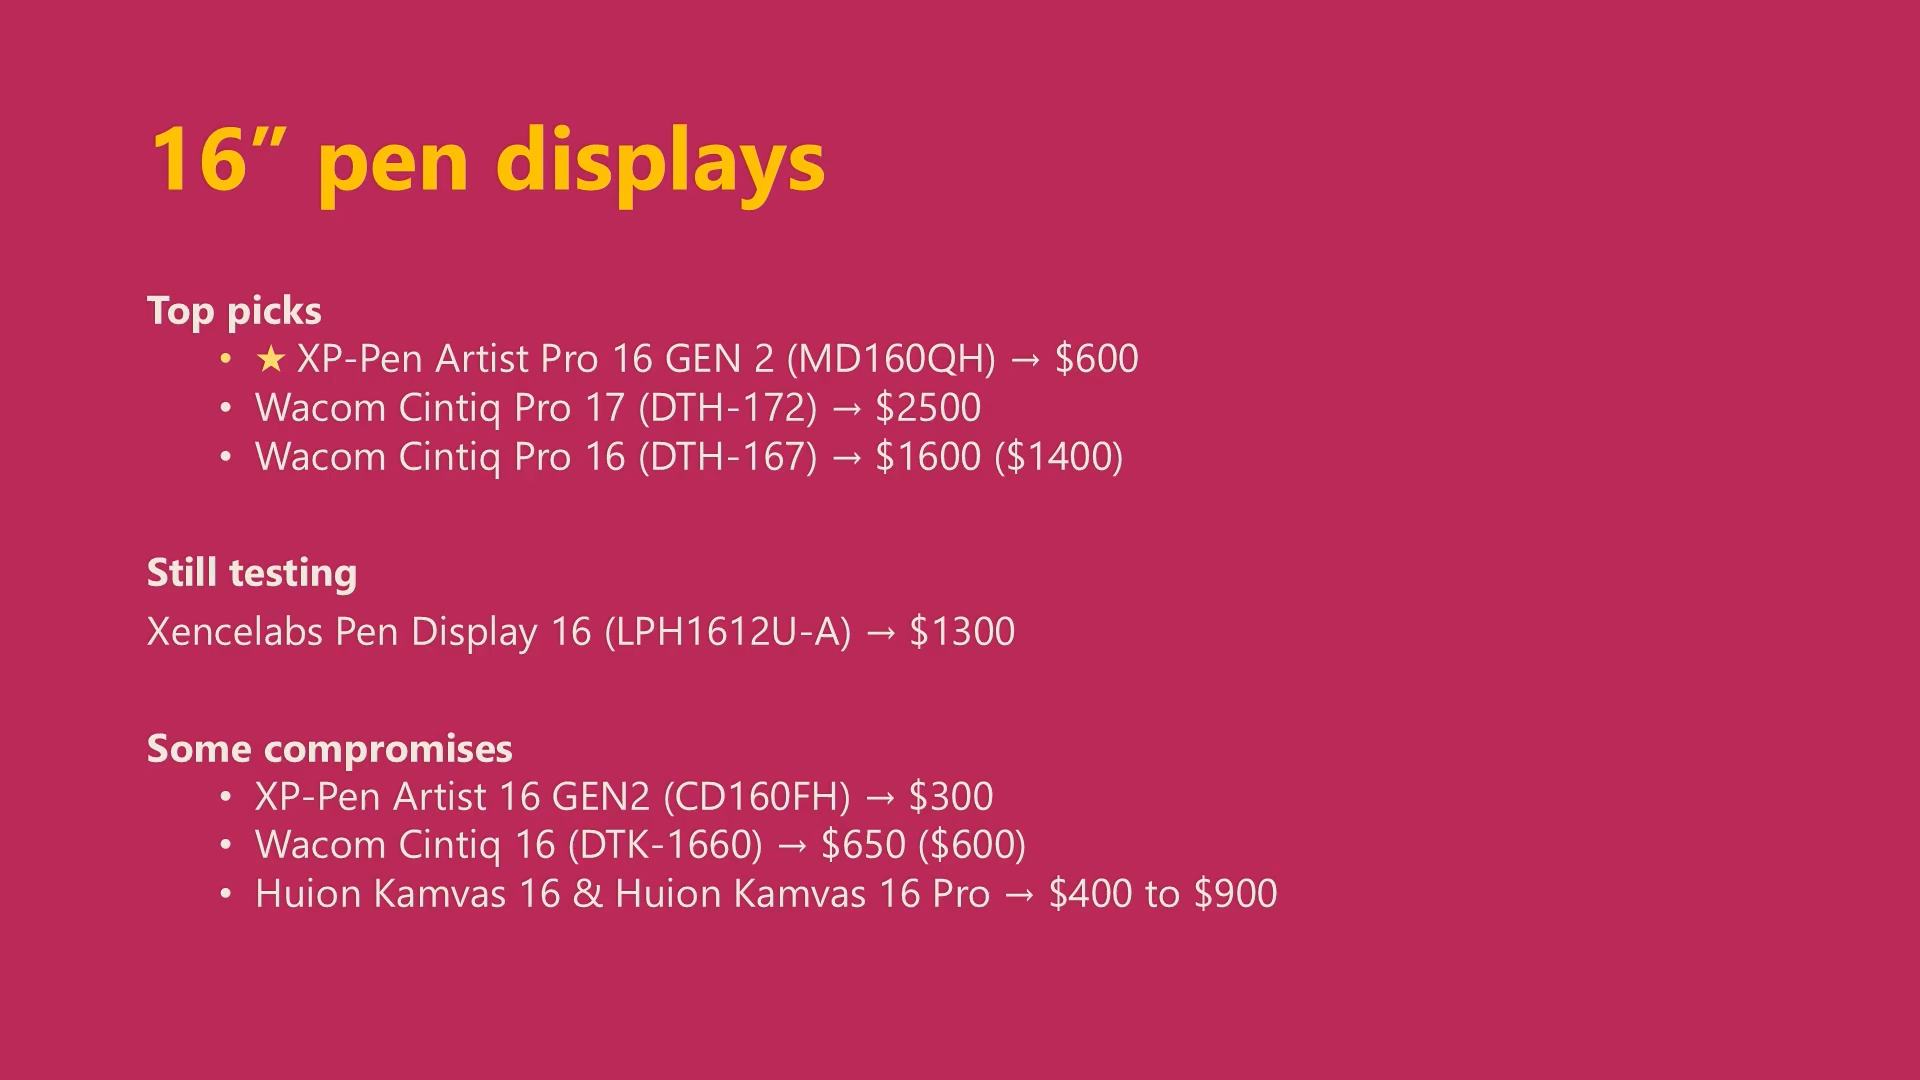 16” pen displays
Top picks
• ★ XP-Pen Artist Pro 16 GEN 2 (MD160QH) → $600
• Wacom Cintiq Pro 17 (DTH-172) → $2500
• Wacom Cintiq Pro 16 (DTH-167) → $1600 ($1400)
Still testing
Xencelabs Pen Display 16 (LPH1612U-A) → $1300
Some compromises
• XP-Pen Artist 16 GEN2 (CD160FH) → $300
• Wacom Cintiq 16 (DTK-1660) → $650 ($600)
• Huion Kamvas 16 & Huion Kamvas 16 Pro → $400 to $900